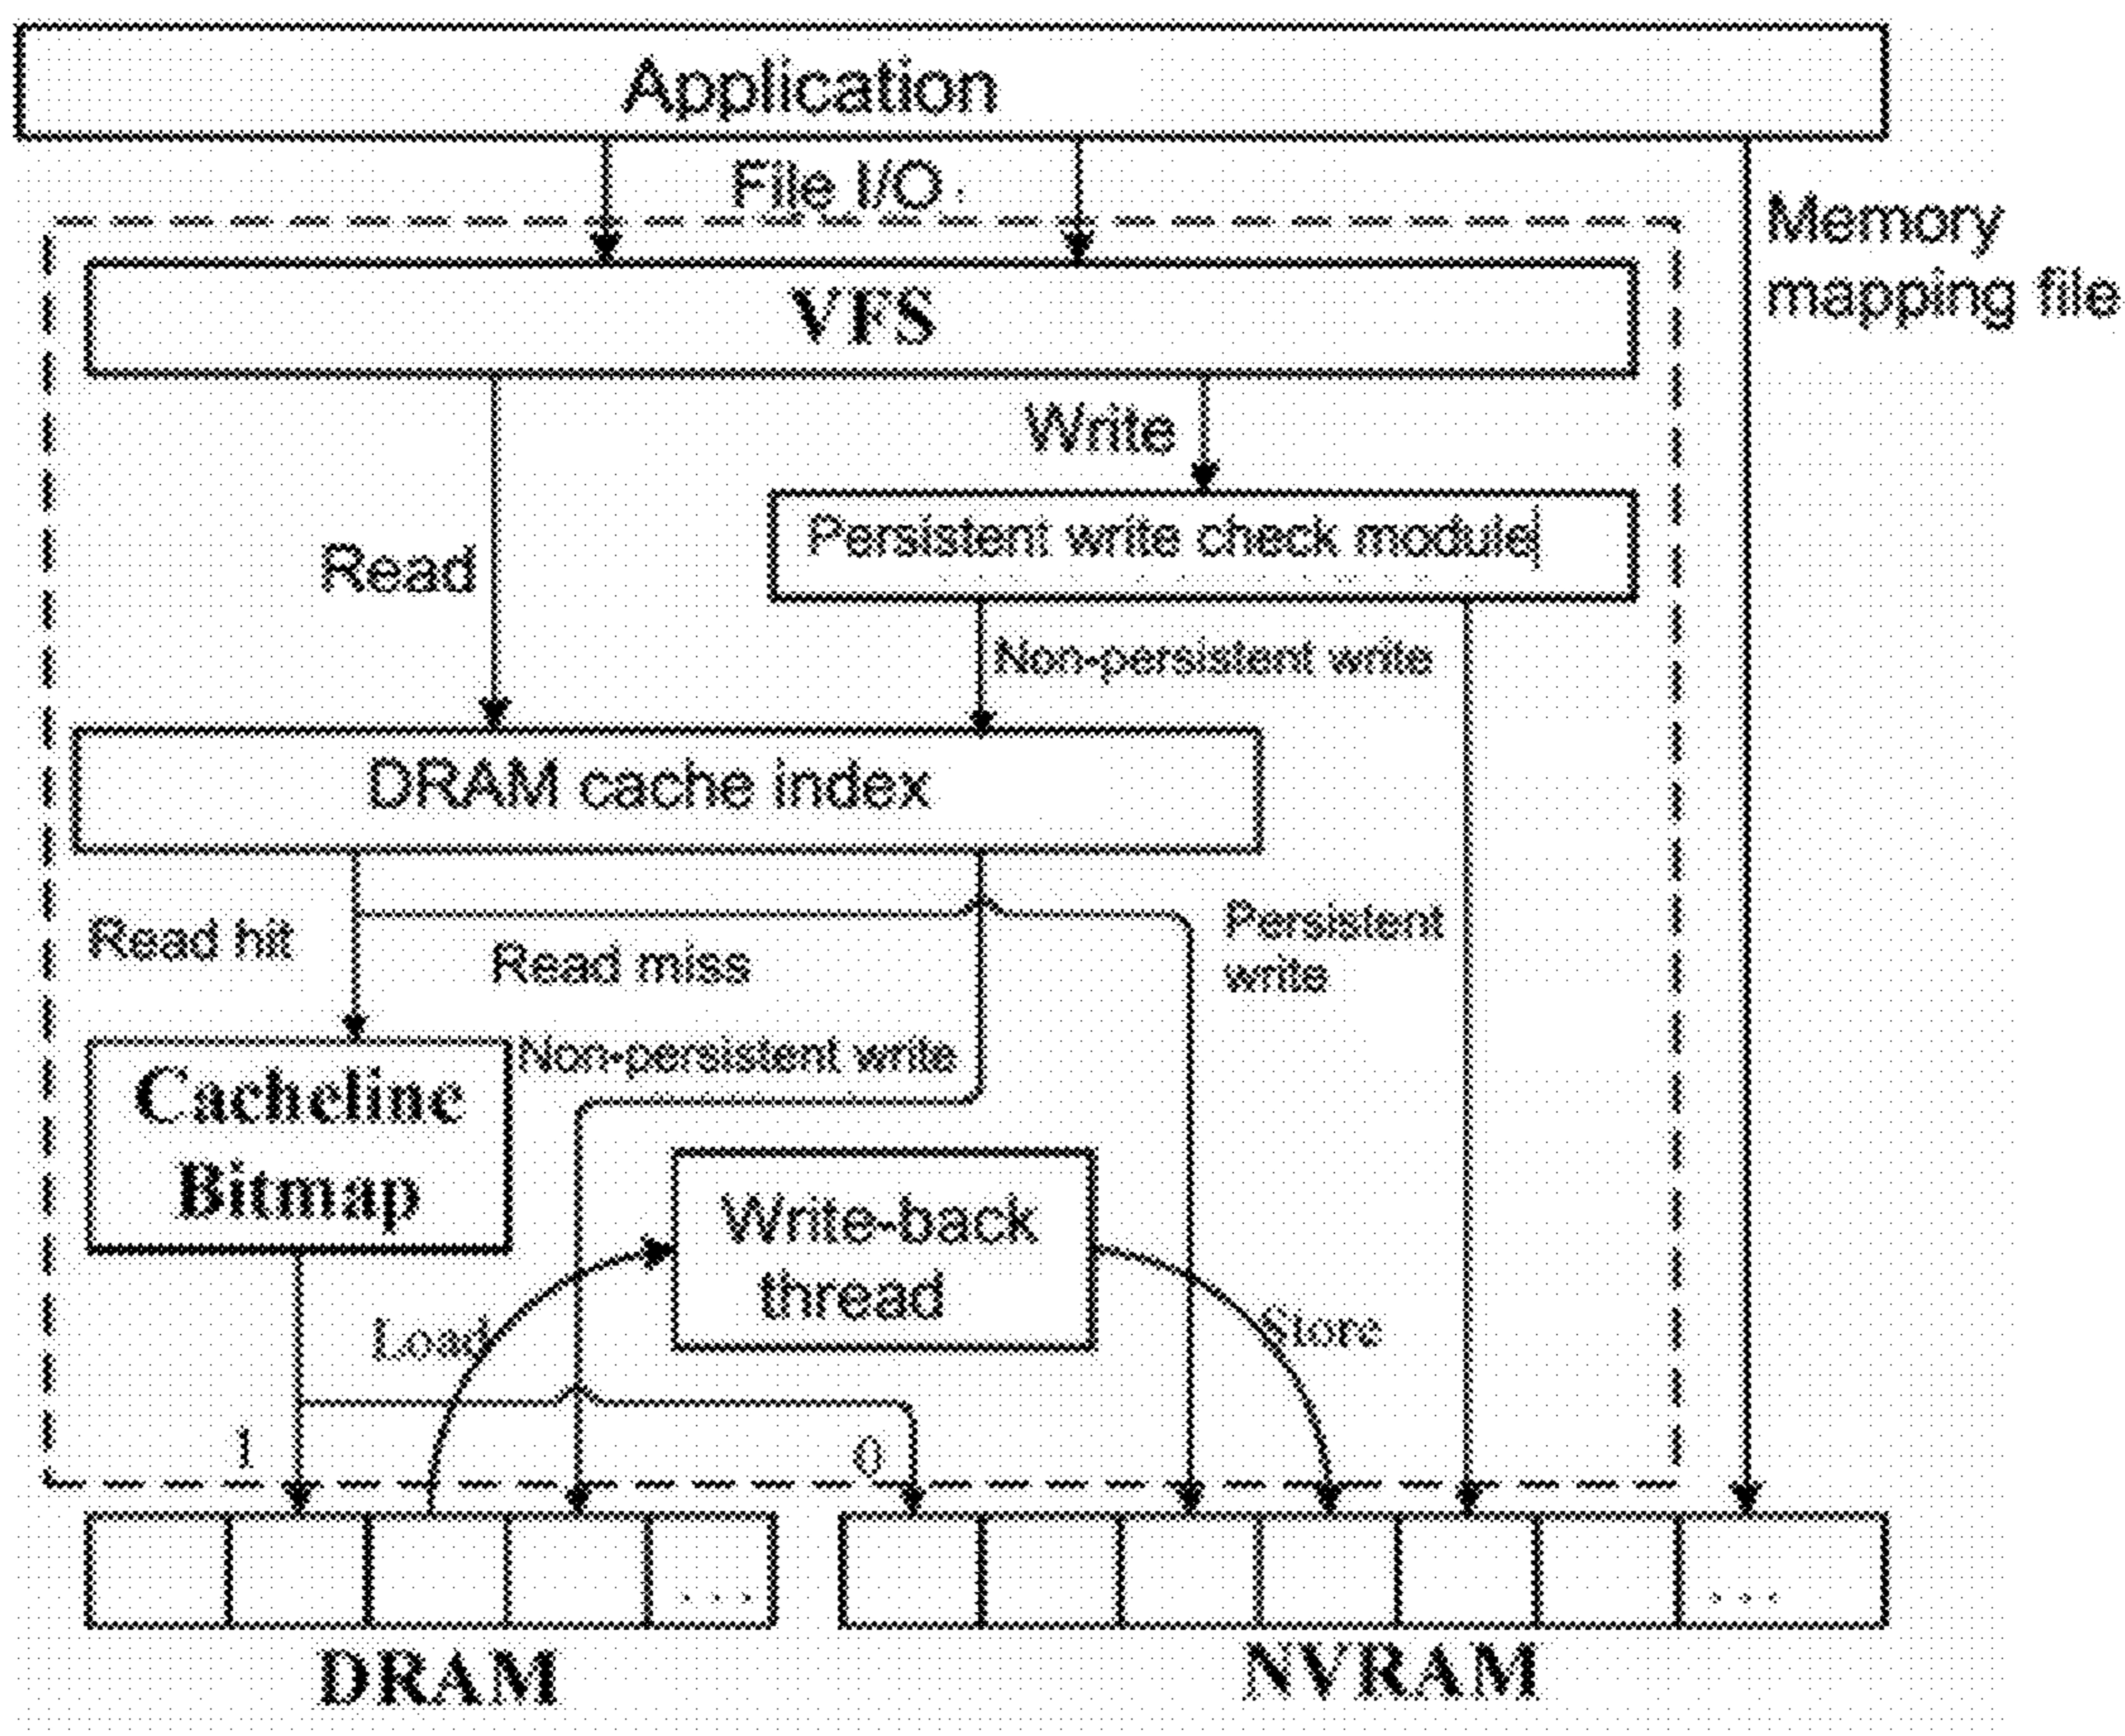 Application
File I/O
Memory
mapping file
VFS
Write
Persistent write check module
Read
Non-persistent write
DRAM cache index
Read hit
Read miss
Persistent
write
Non-persistent write
Cacheline
Bitmap
Write-back
thread
Load
Store
1
0
. . .
. . .
DRAM
NVRAM